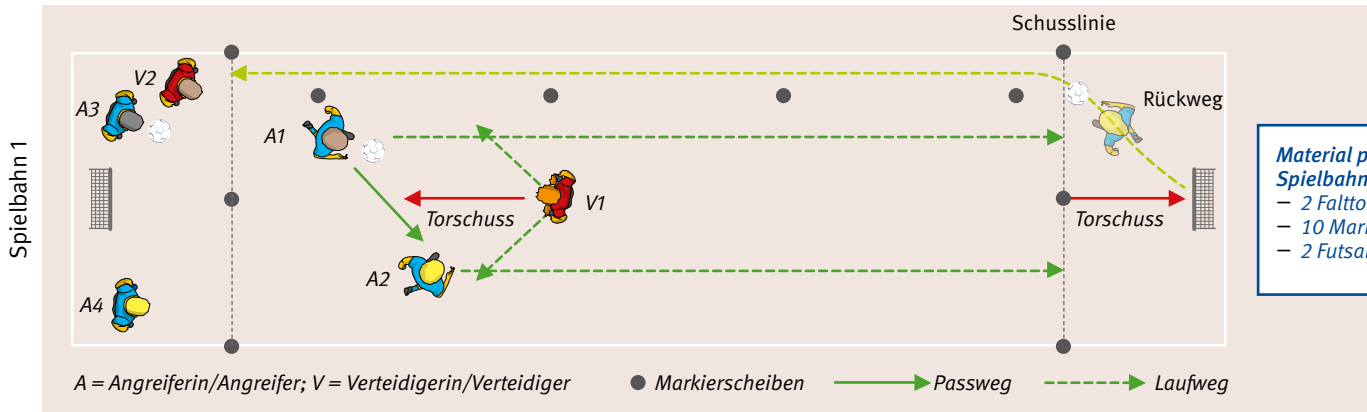 Schusslinie
Spielbahn 1
V2
A3
A1
Rückweg
V1
Torschuss
Torschuss
A2
A4
Material p
Spielbahn
– 2 Faltto
– 10 Mar
– 2 Futsa
A = Angreiferin/Angreifer; V = Verteidigerin/Verteidiger
Markierscheiben
Passweg
Laufweg